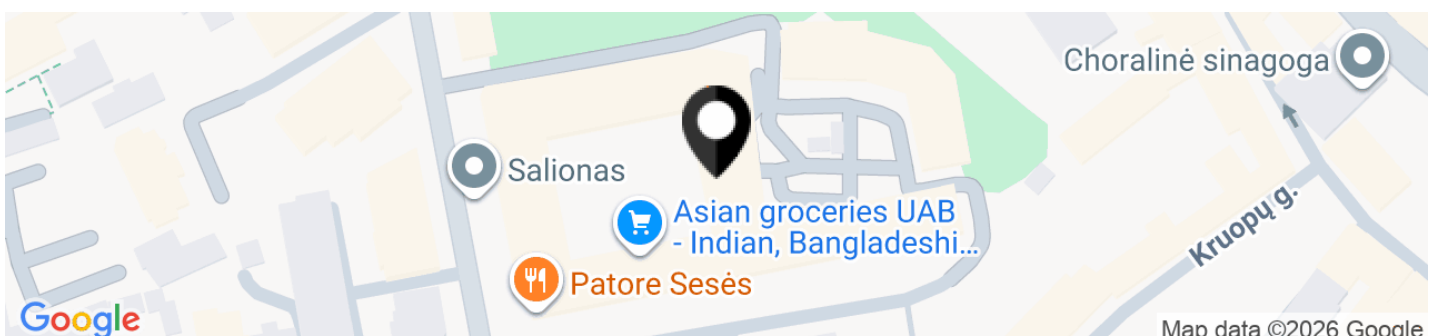 Choralinė sinagoga
Salionas
Asian groceries UAB
- Indian, Bangladeshi...
Kruopų g.
Patore Sesės
Google
Map data ©2026 Google